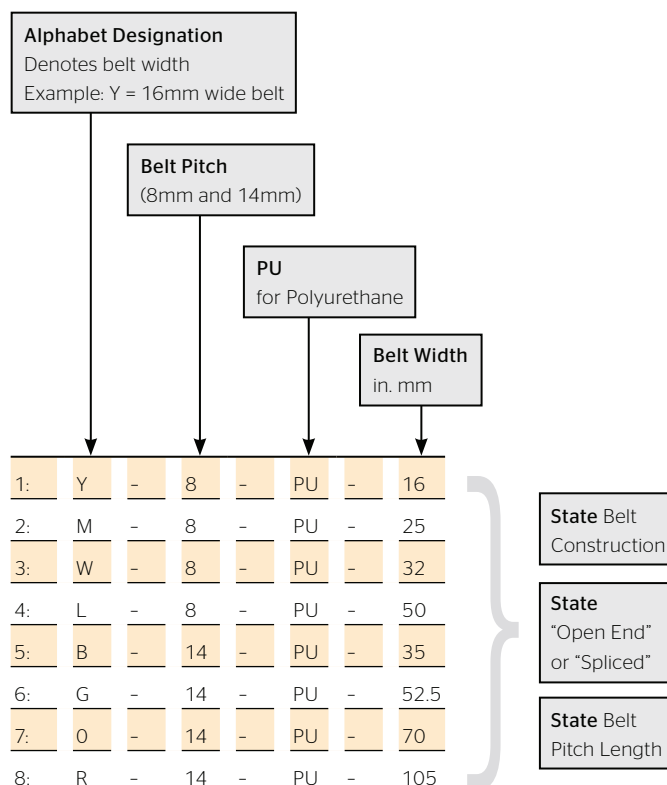 Alphabet Designation
Denotes belt width
Example: Y = 16mm wide belt
Belt Pitch
(8mm and 14mm)
PU
for Polyurethane
Belt Width
in. mm
1: Y - 8 - PU - 16
2: M - 8 - PU - 25
3: W - 8 - PU - 32
4: L - 8 - PU - 50
5: B - 14 - PU - 35
6: G - 14 - PU - 52.5
7: 0 - 14 - PU - 70
8: R - 14 - PU - 105
State Belt
Construction
State
“Open End”
or “Spliced”
State Belt
Pitch Length